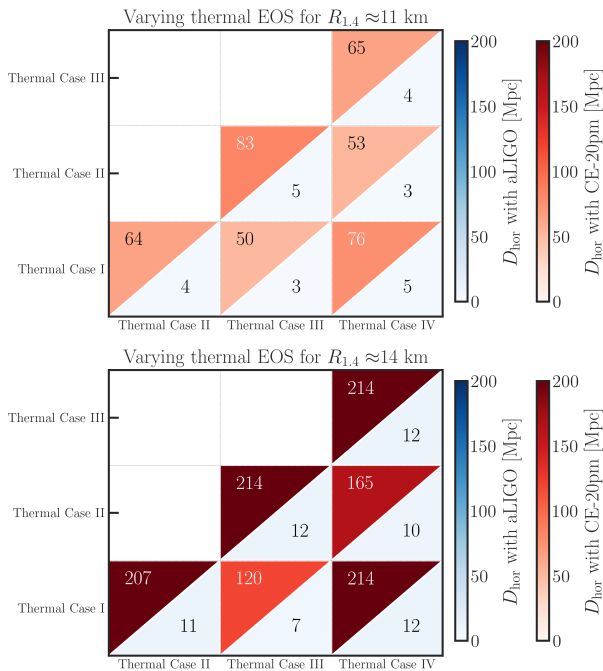 Varying thermal EOS for R1.4 ≈11 km
Thermal Case III
65
4
Thermal Case II
83
5
53
3
Thermal Case I
64
4
50
3
76
5
Thermal Case II
Thermal Case III
Thermal Case IV
200
150
100
50
0
Dhor with aLIGO [Mpc]
200
150
100
50
0
Dhor with CE-20pm [Mpc]
Varying thermal EOS for R1.4 ≈14 km
Thermal Case III
214
12
Thermal Case II
214
12
165
10
Thermal Case I
207
11
120
7
214
12
Thermal Case II
Thermal Case III
Thermal Case IV
200
150
100
50
0
Dhor with aLIGO [Mpc]
200
150
100
50
0
Dhor with CE-20pm [Mpc]